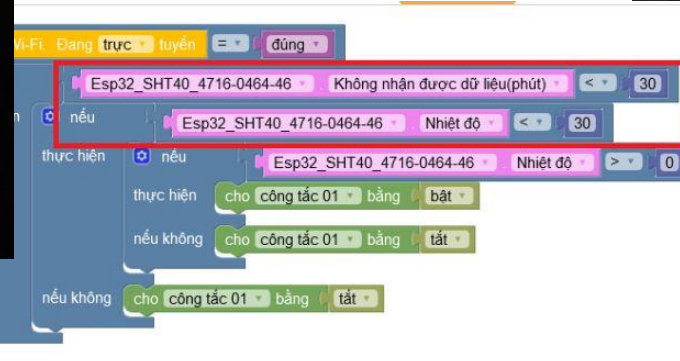 Wi-Fi. Đang trực tuyến = đúng
Esp32_SHT40_4716-0464-46 . Không nhận được dữ liệu(phút) < 30
n nếu Esp32_SHT40_4716-0464-46 . Nhiệt độ < 30
thực hiện nếu Esp32_SHT40_4716-0464-46 . Nhiệt độ > 0
thực hiện cho công tắc 01 bằng bật
nếu không cho công tắc 01 bằng tắt
nếu không cho công tắc 01 bằng tắt